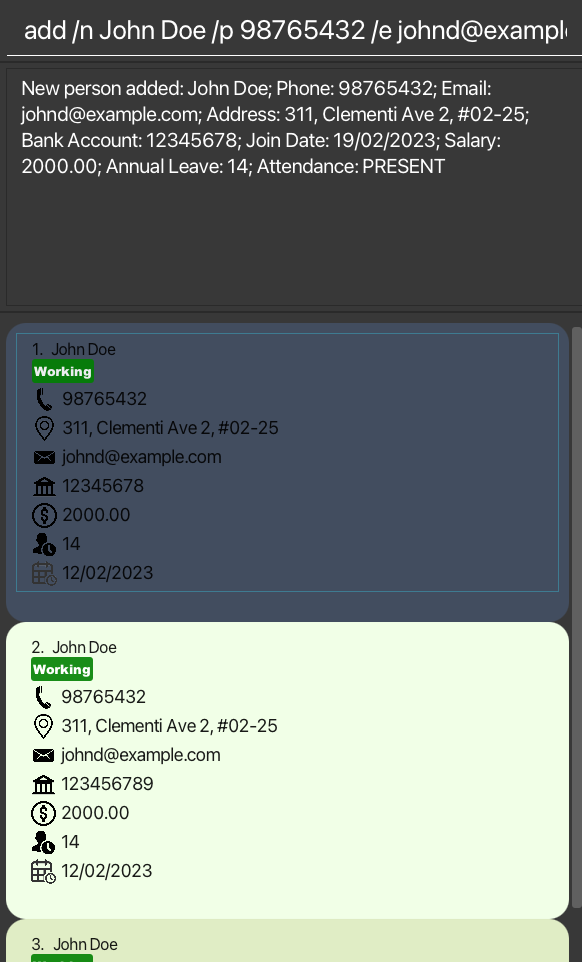 add /n John Doe /p 98765432 /e johnd@exampl
New person added: John Doe; Phone: 98765432; Email:
johnd@example.com; Address: 311, Clementi Ave 2, #02-25;
Bank Account: 12345678; Join Date: 19/02/2023; Salary:
2000.00; Annual Leave: 14; Attendance: PRESENT
1. John Doe
Working
98765432
311, Clementi Ave 2, #02-25
johnd@example.com
12345678
2000.00
14
12/02/2023
2. John Doe
Working
98765432
311, Clementi Ave 2, #02-25
johnd@example.com
123456789
2000.00
14
12/02/2023
3. John Doe